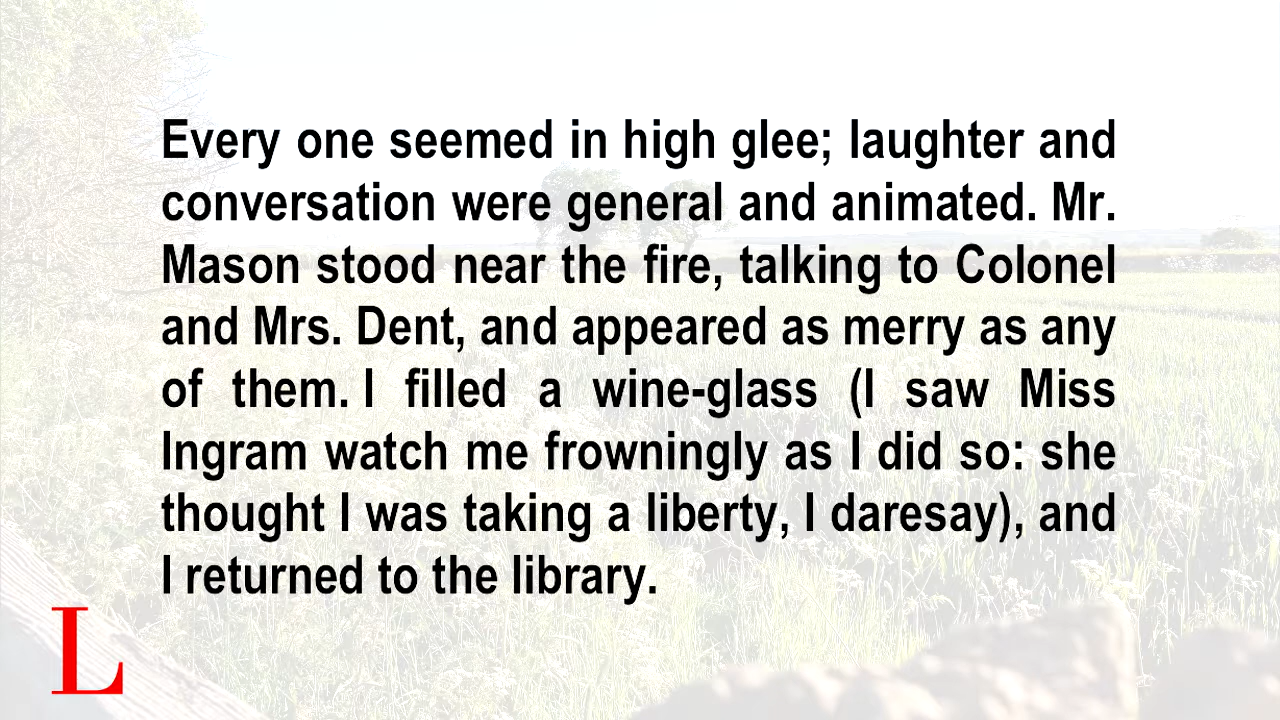 Every one seemed in high glee; laughter and
conversation were general and animated. Mr.
Mason stood near the fire, talking to Colonel
and Mrs. Dent, and appeared as merry as any
of them. I filled a wine-glass (I saw Miss
Ingram watch me frowningly as I did so: she
thought I was taking a liberty, I daresay), and
I returned to the library.
L